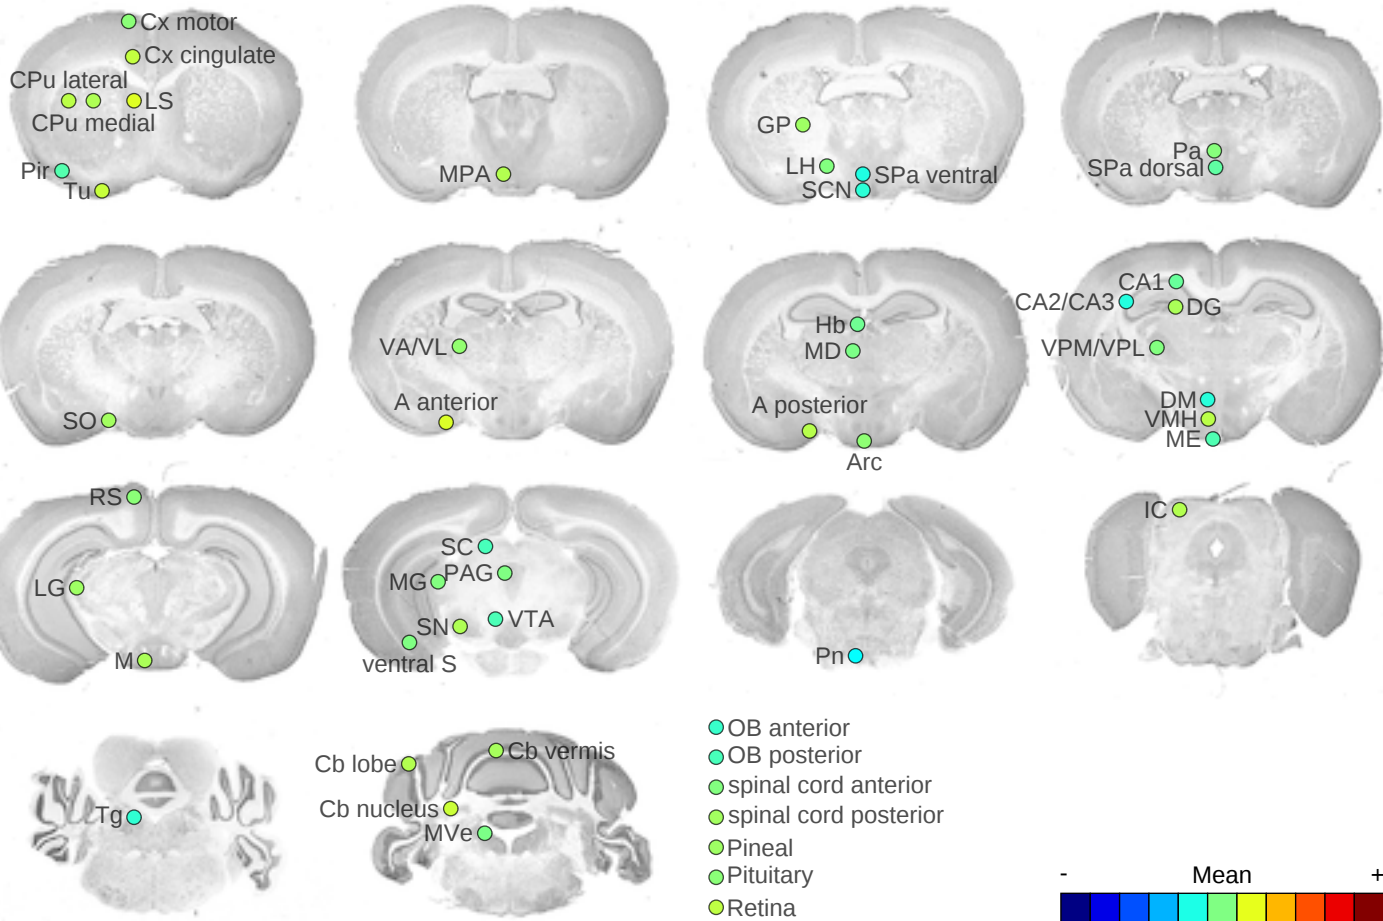 Cx motor
Cx cingulate
CPu lateral
LS
CPu medial
Pir
Tu
MPA
GP
LH
SPa ventral
SCN
Pa
SPa dorsal
SO
VA/VL
A anterior
Hb
MD
A posterior
Arc
CA1
CA2/CA3
DG
VPM/VPL
DM
VMH
ME
RS
LG
M
SC
PAG
MG
VTA
SN
ventral S
Pn
IC
Tg
Cb vermis
Cb lobe
Cb nucleus
MVe
OB anterior
OB posterior
spinal cord anterior
spinal cord posterior
Pineal
Pituitary
Retina
- Mean +